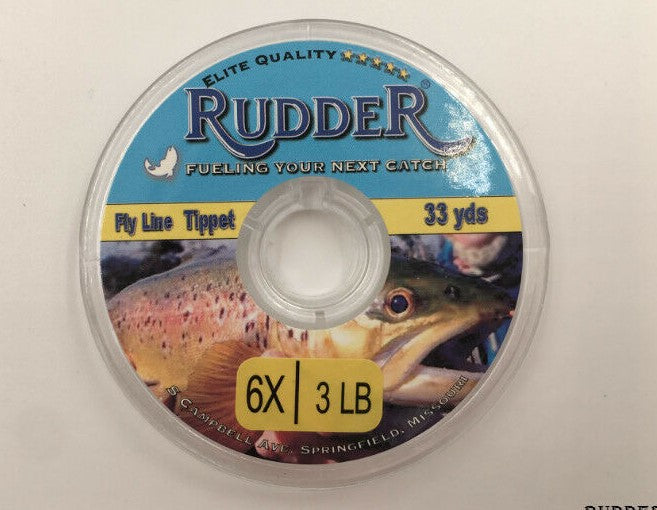 ELITE QUALITY
RUDDER®
FUELING YOUR NEXT CATCH
Fly Line Tippet 33 yds
6X | 3 LB
S CAMPBELL AVE. SPRINGFIELD, MISSOURI